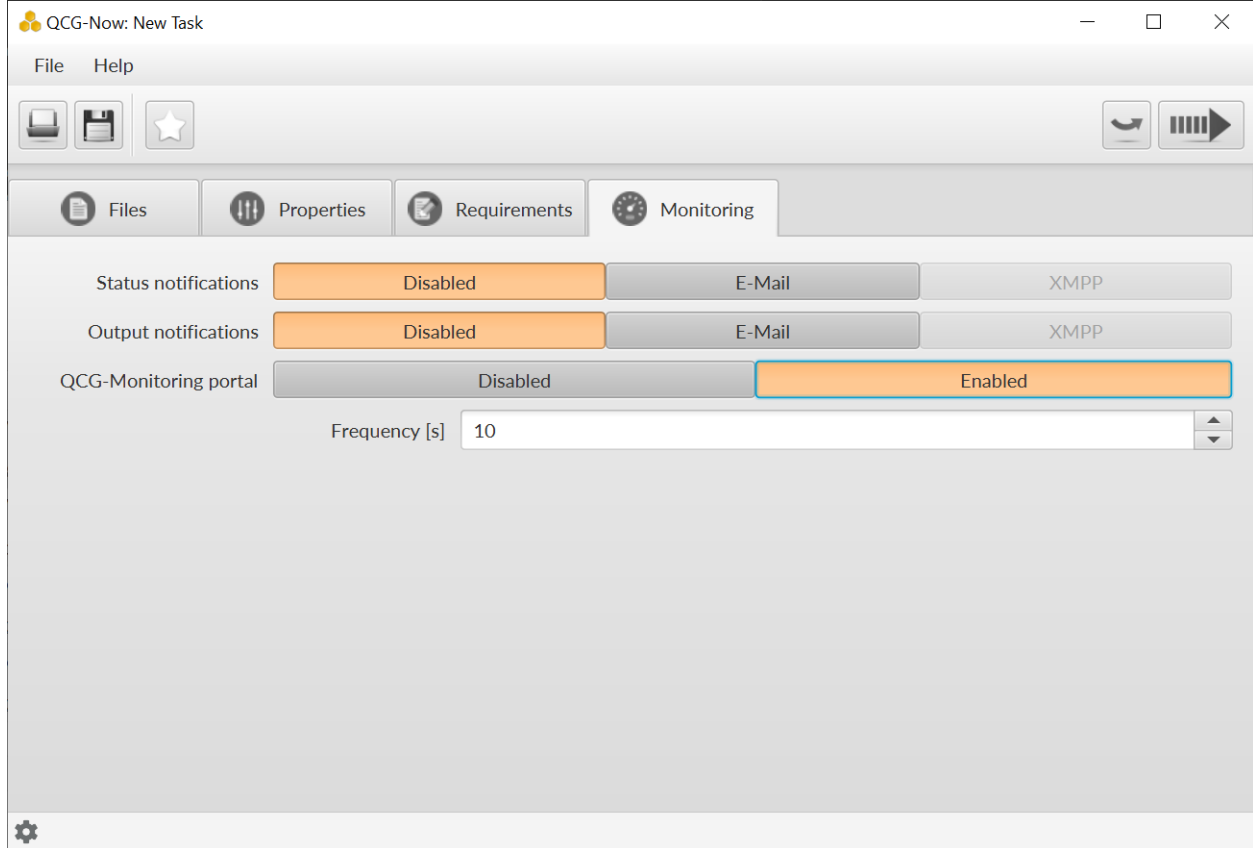 QCG-Now: New Task
File Help
Files Properties Requirements Monitoring
Status notifications Disabled E-Mail XMPP
Output notifications Disabled E-Mail XMPP
QCG-Monitoring portal Disabled Enabled
Frequency [s] 10